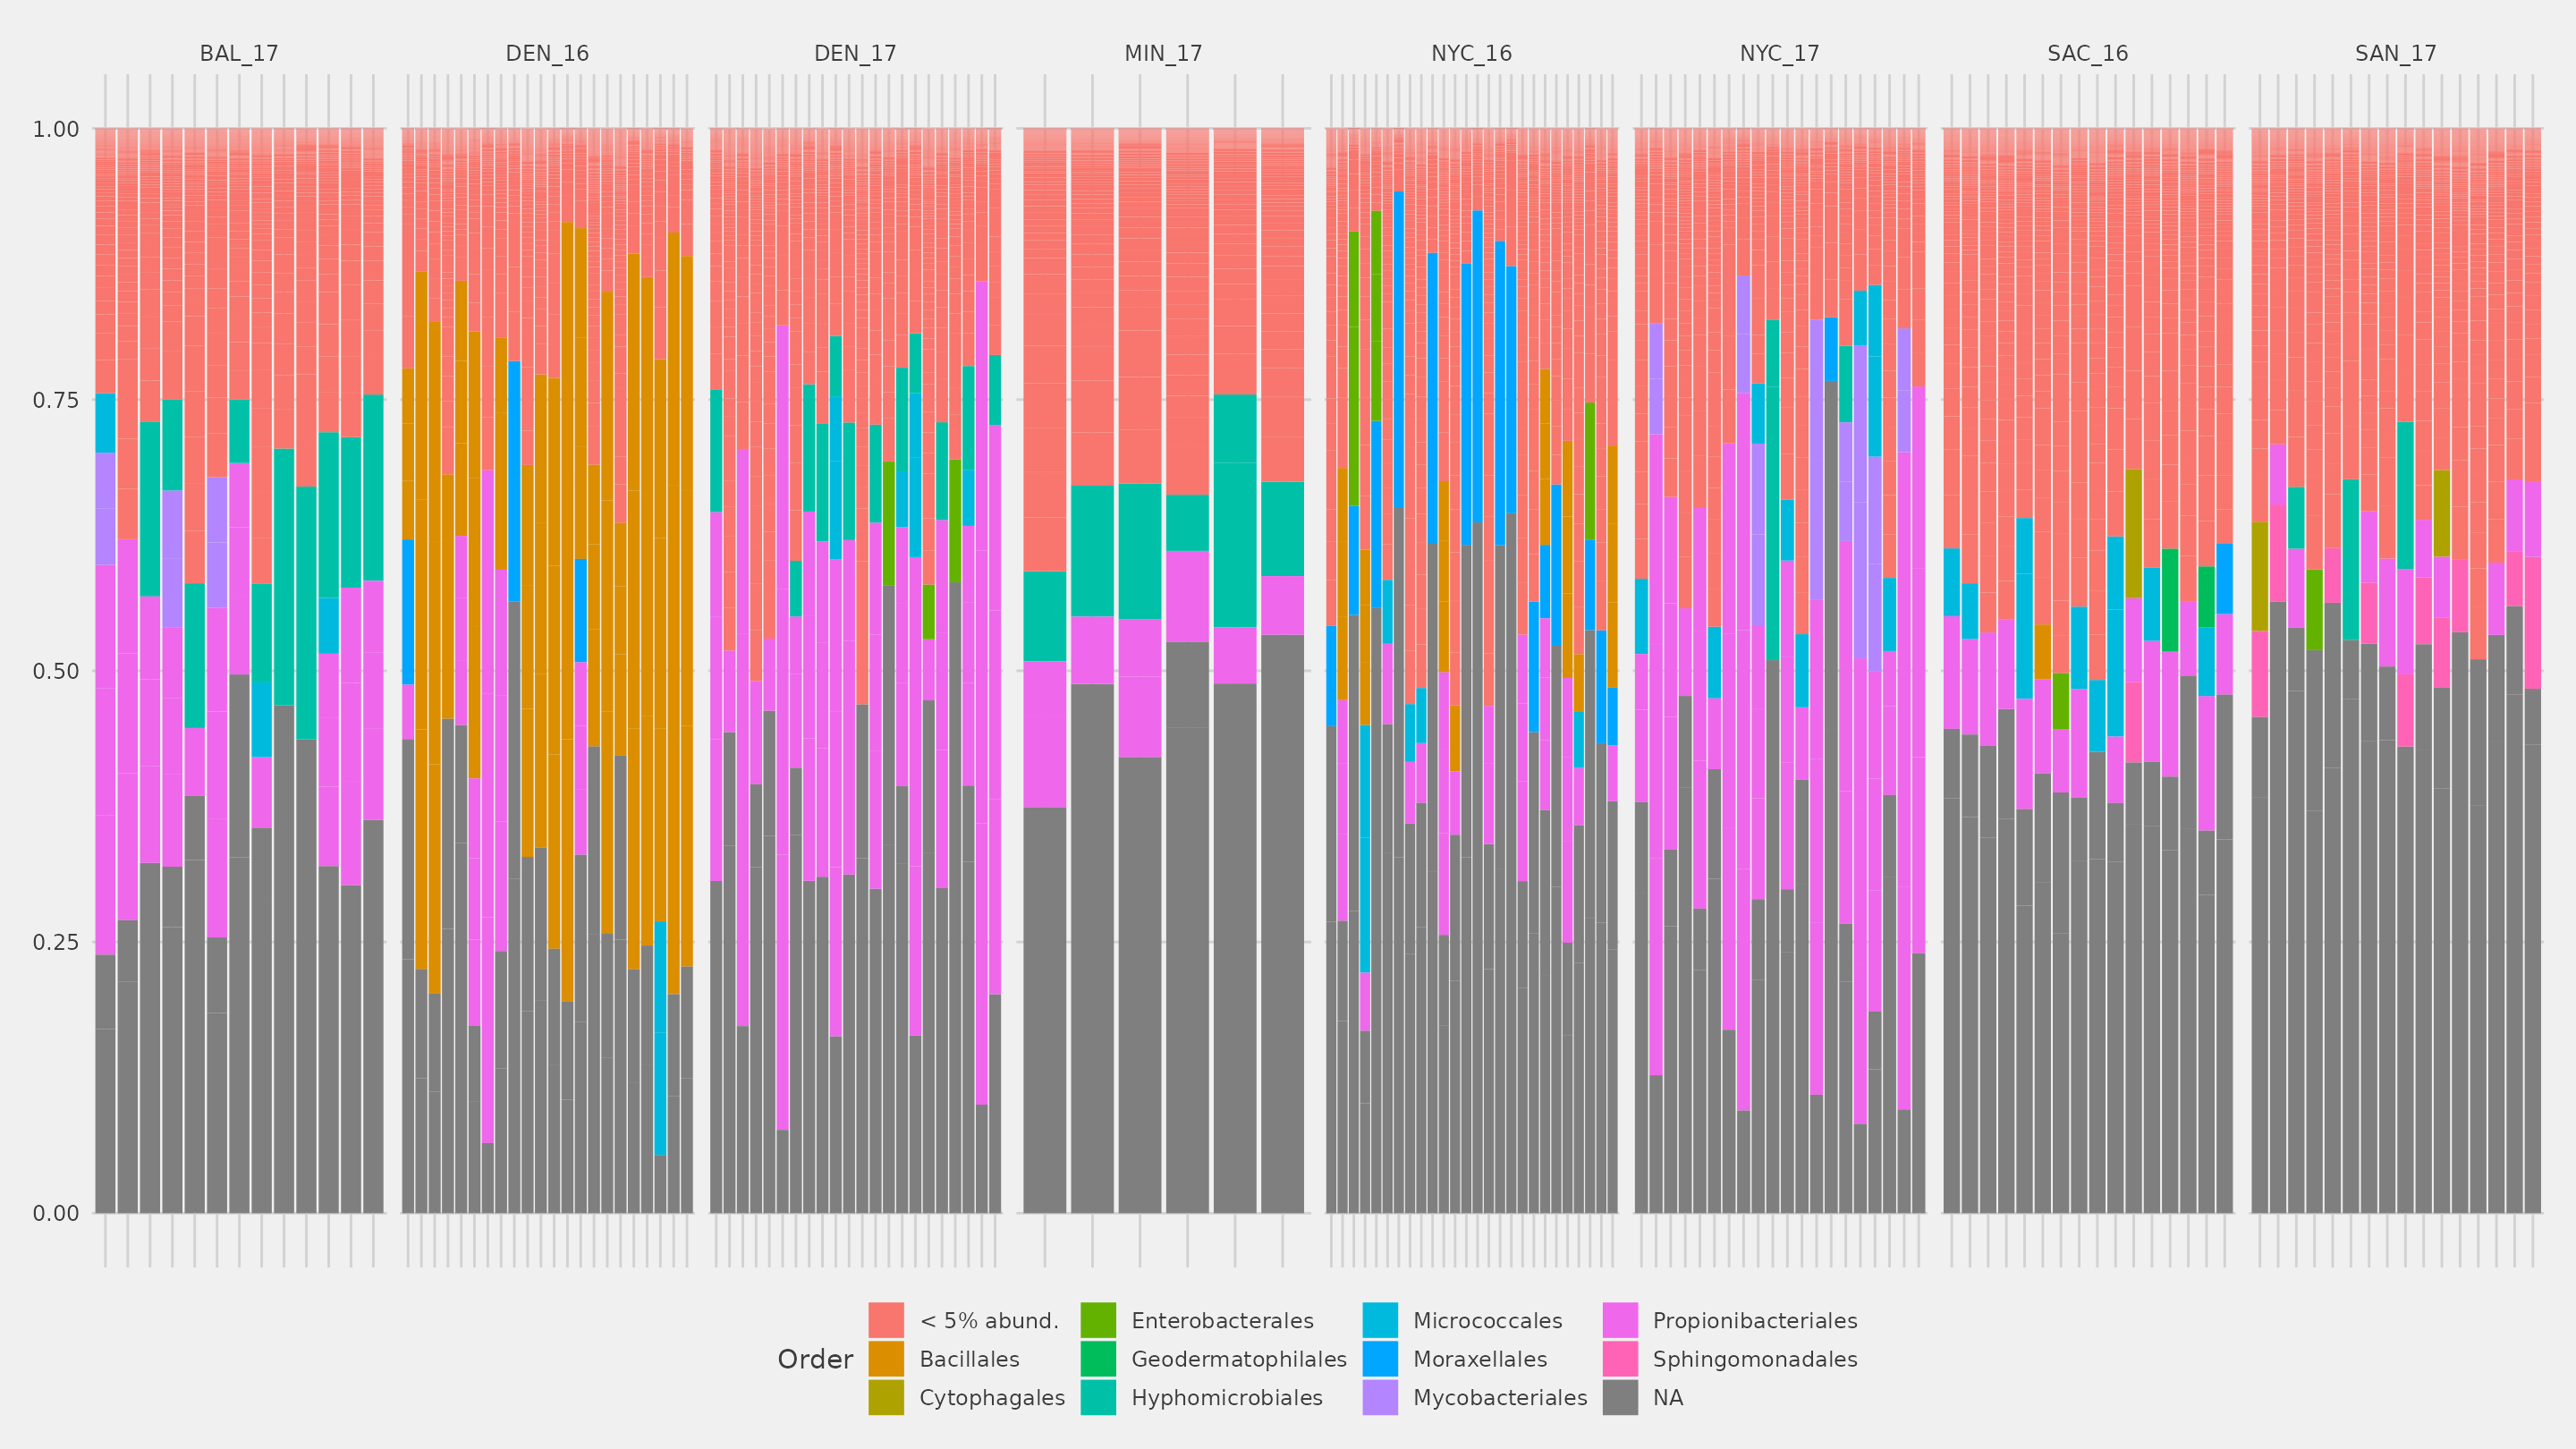 BAL_17 DEN_16 DEN_17 MIN_17 NYC_16 NYC_17 SAC_16 SAN_17
1.00
0.75
0.50
0.25
0.00
Order
< 5% abund. Enterobacterales Micrococcales Propionibacteriales
Bacillales Geodermatophilales Moraxellales Sphingomonadales
Cytophagales Hyphomicrobiales Mycobacteriales NA